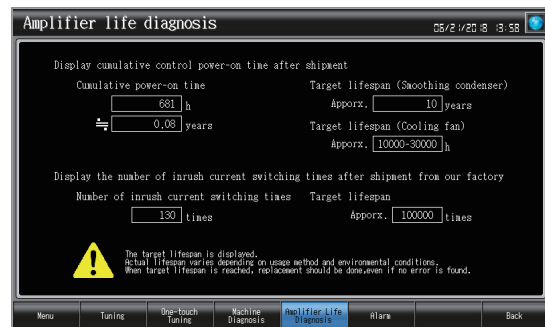 Amplifier life diagnosis
06/21/2018 13:58
Display cumulative control power-on time after shipment
Cumulative power-on time
Target lifespan (Smoothing condenser)
681 h
Apporx. 10 years
≒ 0.08 years
Target lifespan (Cooling fan)
Apporx. 10000-30000 h
Display the number of inrush current switching times after shipment from our factory
Number of inrush current switching times
Target lifespan
130 times
Apporx. 100000 times
The target lifespan is displayed.
Actual lifespan varies depending on usage method and environmental conditions.
When target lifespan is reached, replacement should be done,even if no error is found.
Menu
Tuning
One-touch
Tuning
Machine
Diagnosis
Amplifier Life
Diagnosis
Alarm
Back